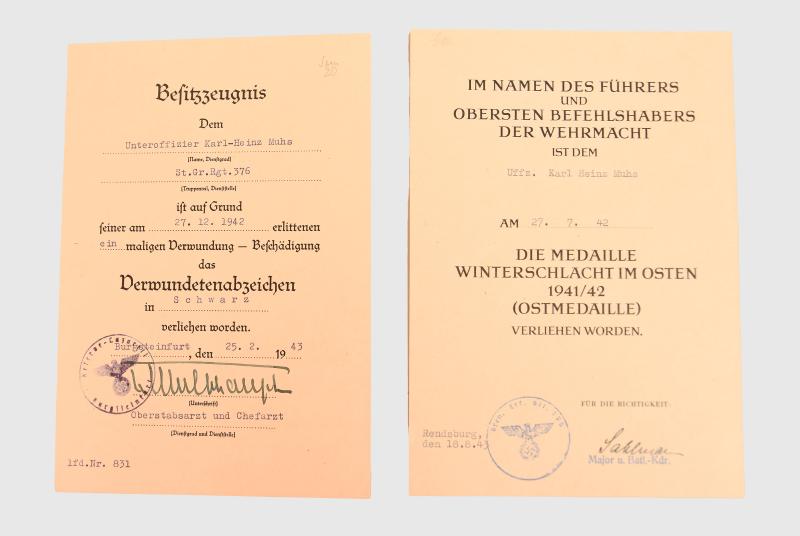 Besitzzeugnis
Dem
Unteroffizier Karl-Heinz Muhs
(Name, Dienstgrad)
St.Gr.Rgt.376
(Truppenteil, Dienststelle)
ist auf Grund
seiner am 27. 12. 1942 erlittenen
ein maligen Verwundung – Beschädigung
das
Verwundetenabzeichen
in Schwarz
verliehen worden.
Burgsteinfurt, den 25. 2. 1943
(Unterschrift)
Oberstabsarzt und Chefarzt
(Dienstgrad und Dienststelle)
lfd.Nr. 831
IM NAMEN DES FÜHRERS
UND
OBERSTEN BEFEHLSHABERS
DER WEHRMACHT
IST DEM
Uffz. Karl Heinz Muhs
AM 27. 7. 42
DIE MEDAILLE
WINTERSCHLACHT IM OSTEN
1941/42
(OSTMEDAILLE)
VERLIEHEN WORDEN.
FÜR DIE RICHTIGKEIT:
Rendsburg,
den 18.8.43
Major u. Batl.-Kdr.